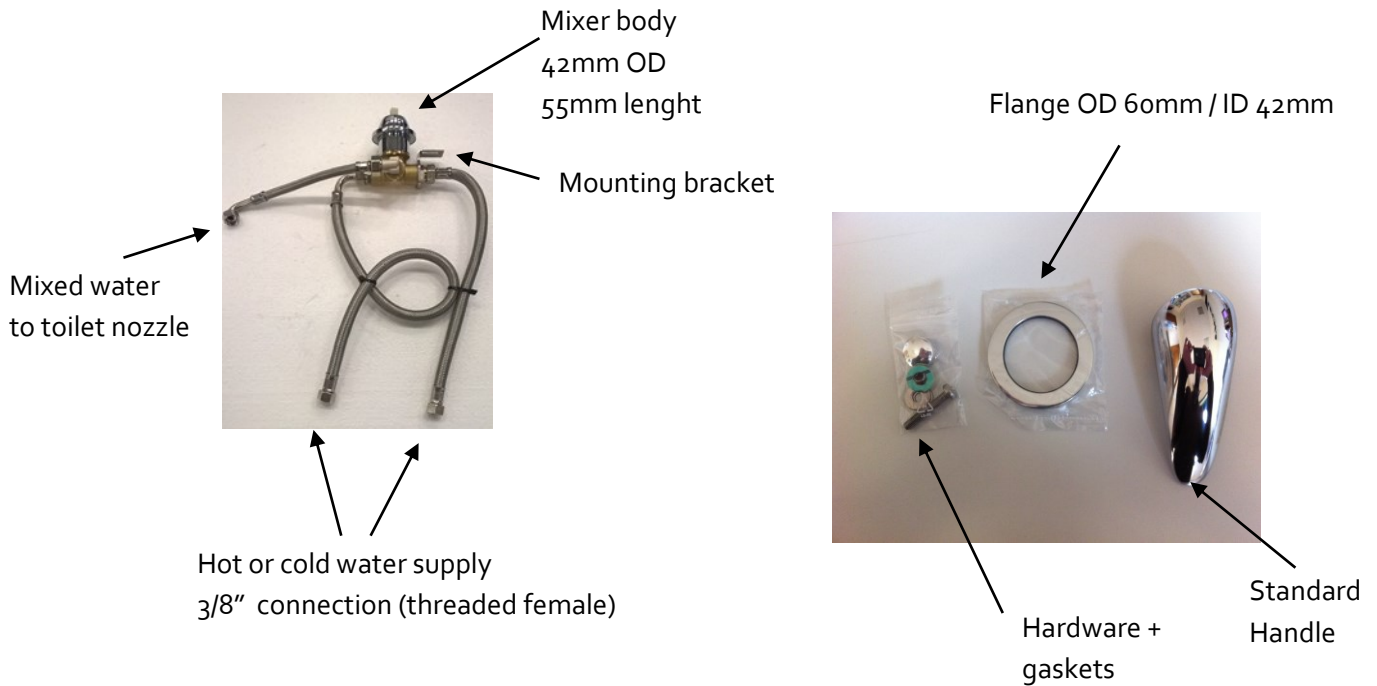 Mixer body
42mm OD
55mm lenght
Flange OD 60mm / ID 42mm
Mounting bracket
Mixed water
to toilet nozzle
Hot or cold water supply
3/8” connection (threaded female)
Standard
Handle
Hardware +
gaskets